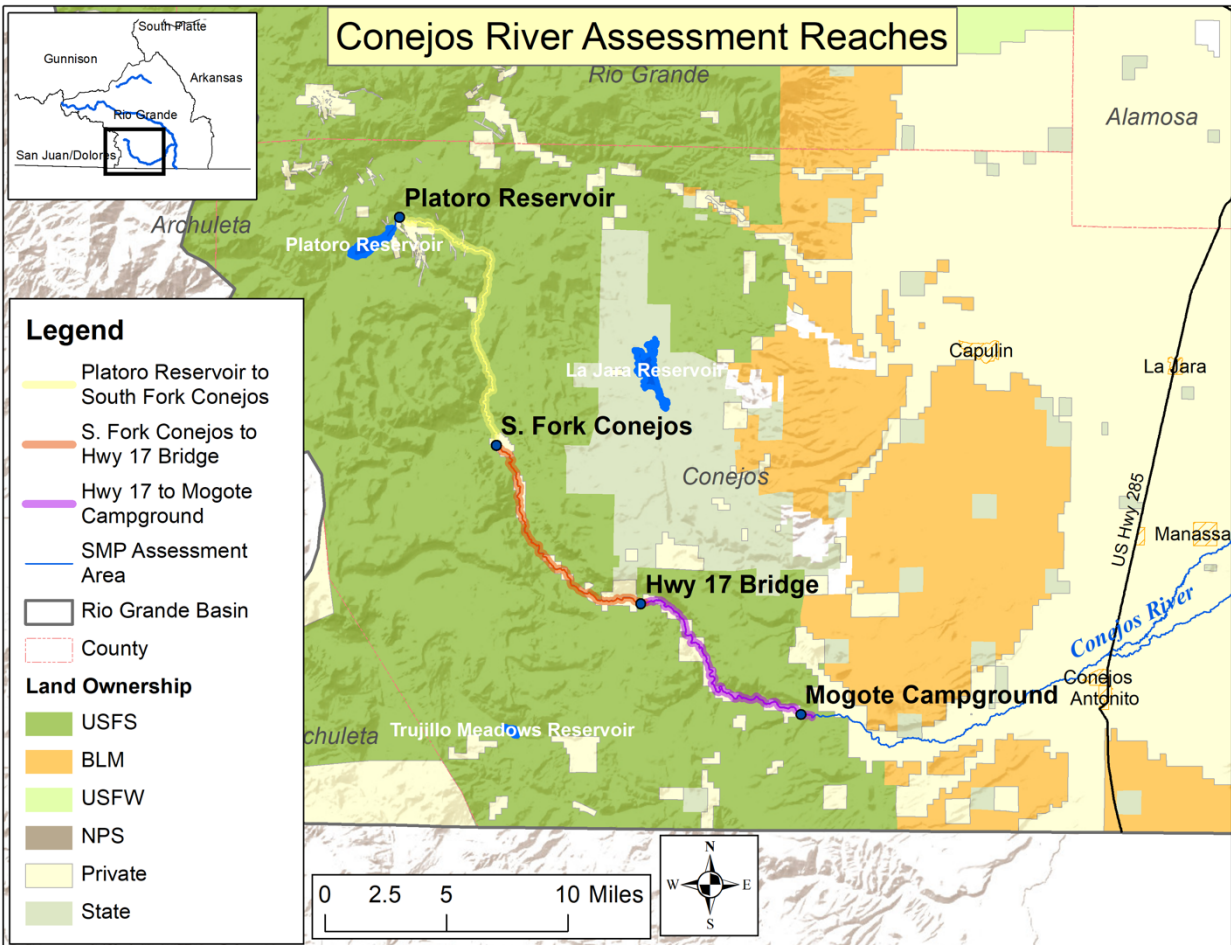 Conejos River Assessment Reaches
South Platte
Gunnison
Arkansas
Rio Grande
San Juan/Dolores
Rio Grande
Alamosa
Archuleta
Platoro Reservoir
Platoro Reservoir
La Jara Reservoir
Capulin
La Jara
S. Fork Conejos
Conejos
US Hwy 285
Manassa
Hwy 17 Bridge
Conejos River
Conejos
Antonito
Mogote Campground
chuleta
Trujillo Meadows Reservoir
Legend
Platoro Reservoir to
South Fork Conejos
S. Fork Conejos to
Hwy 17 Bridge
Hwy 17 to Mogote
Campground
SMP Assessment
Area
Rio Grande Basin
County
Land Ownership
USFS
BLM
USFW
NPS
Private
State
0 2.5 5 10 Miles
N
W E
S